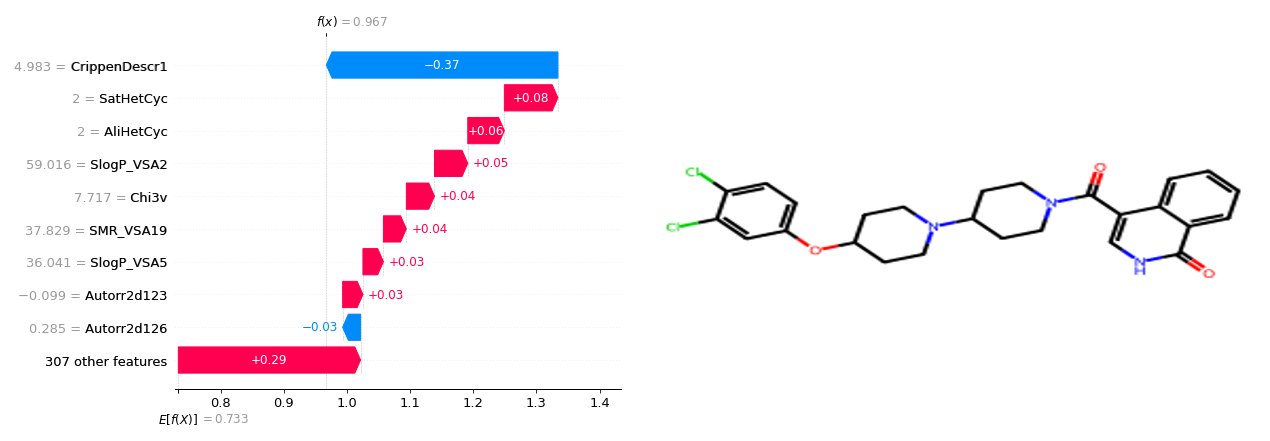 f(x) = 0.967
4.983 = CrippenDescr1
−0.37
2 = SatHetCyc
+0.08
2 = AliHetCyc
+0.06
59.016 = SlogP_VSA2
+0.05
7.717 = Chi3v
+0.04
37.829 = SMR_VSA19
+0.04
36.041 = SlogP_VSA5
+0.03
−0.099 = Autorr2d123
+0.03
0.285 = Autorr2d126
−0.03
307 other features
+0.29
0.8 0.9 1.0 1.1 1.2 1.3 1.4
E[f(X)] = 0.733
Cl
Cl
O
N
N
O
N
H
O